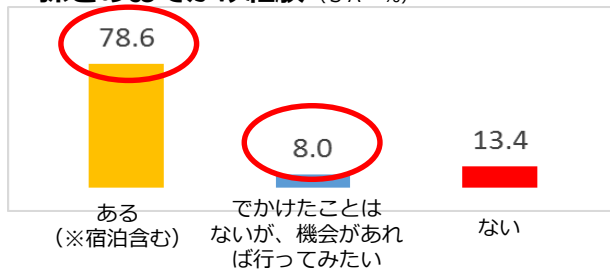 78.6
8.0
13.4
ある
（※宿泊含む）
でかけたことは
ないが、機会があれ
ば行ってみたい
ない